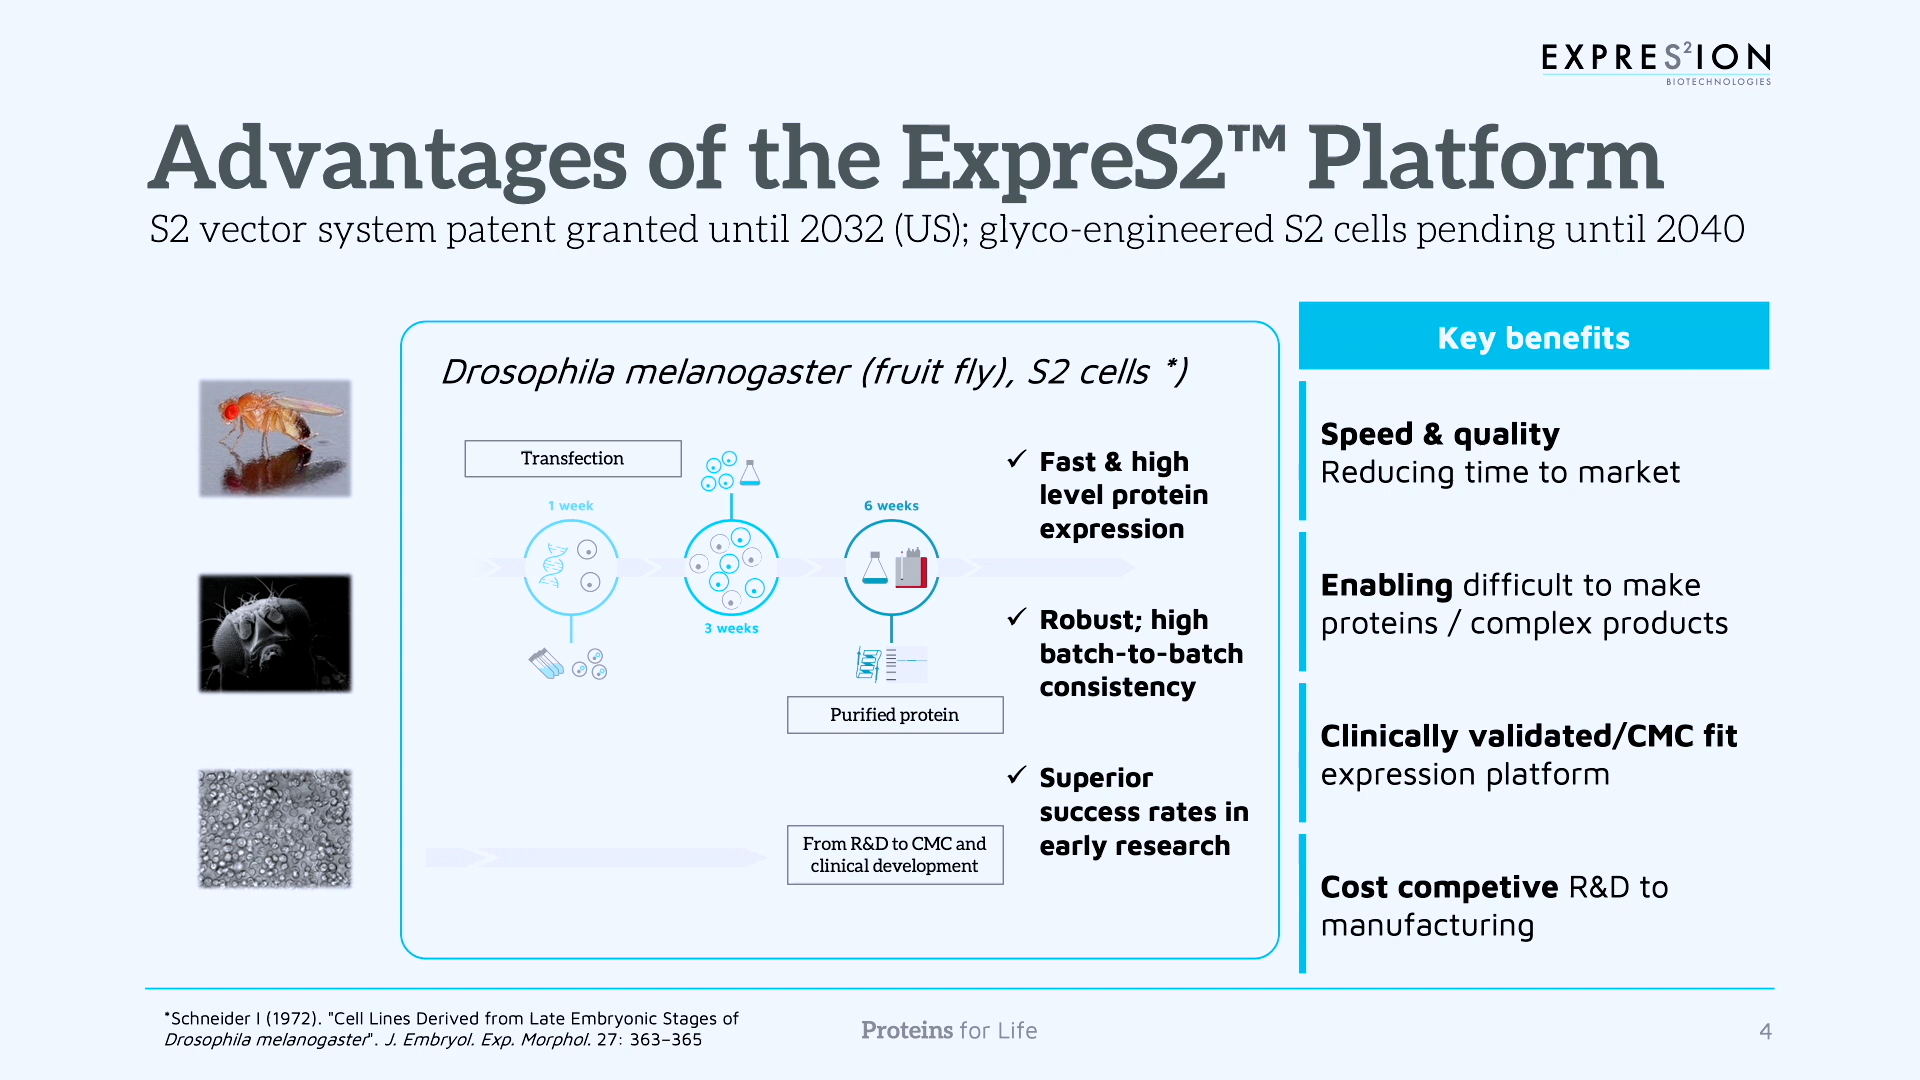 EXPRES²ION
BIOTECHNOLOGIES
Advantages of the ExpreS2™ Platform
S2 vector system patent granted until 2032 (US); glyco-engineered S2 cells pending until 2040
Drosophila melanogaster (fruit fly), S2 cells *)
Transfection
1 week
3 weeks
6 weeks
Purified protein
From R&D to CMC and
clinical development
✓ Fast & high
level protein
expression
✓ Robust; high
batch-to-batch
consistency
✓ Superior
success rates in
early research
Key benefits
Speed & quality
Reducing time to market
Enabling difficult to make
proteins / complex products
Clinically validated/CMC fit
expression platform
Cost competive R&D to
manufacturing
*Schneider I (1972). "Cell Lines Derived from Late Embryonic Stages of
Drosophila melanogaster". J. Embryol. Exp. Morphol. 27: 363–365
Proteins for Life
4